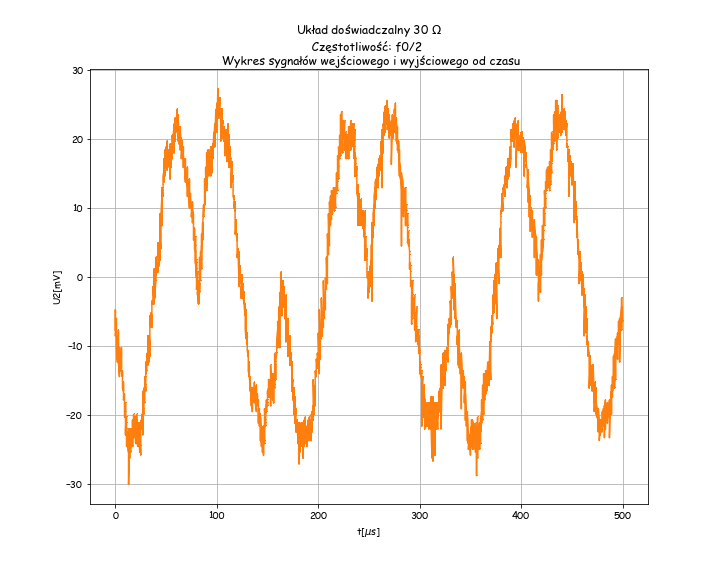 Układ doświadczalny 30 Ω
Częstotliwość: f0/2
Wykres sygnałów wejściowego i wyjściowego od czasu
30
20
10
0
−10
−20
−30
U2[mV]
0 100 200 300 400 500
t[μs]